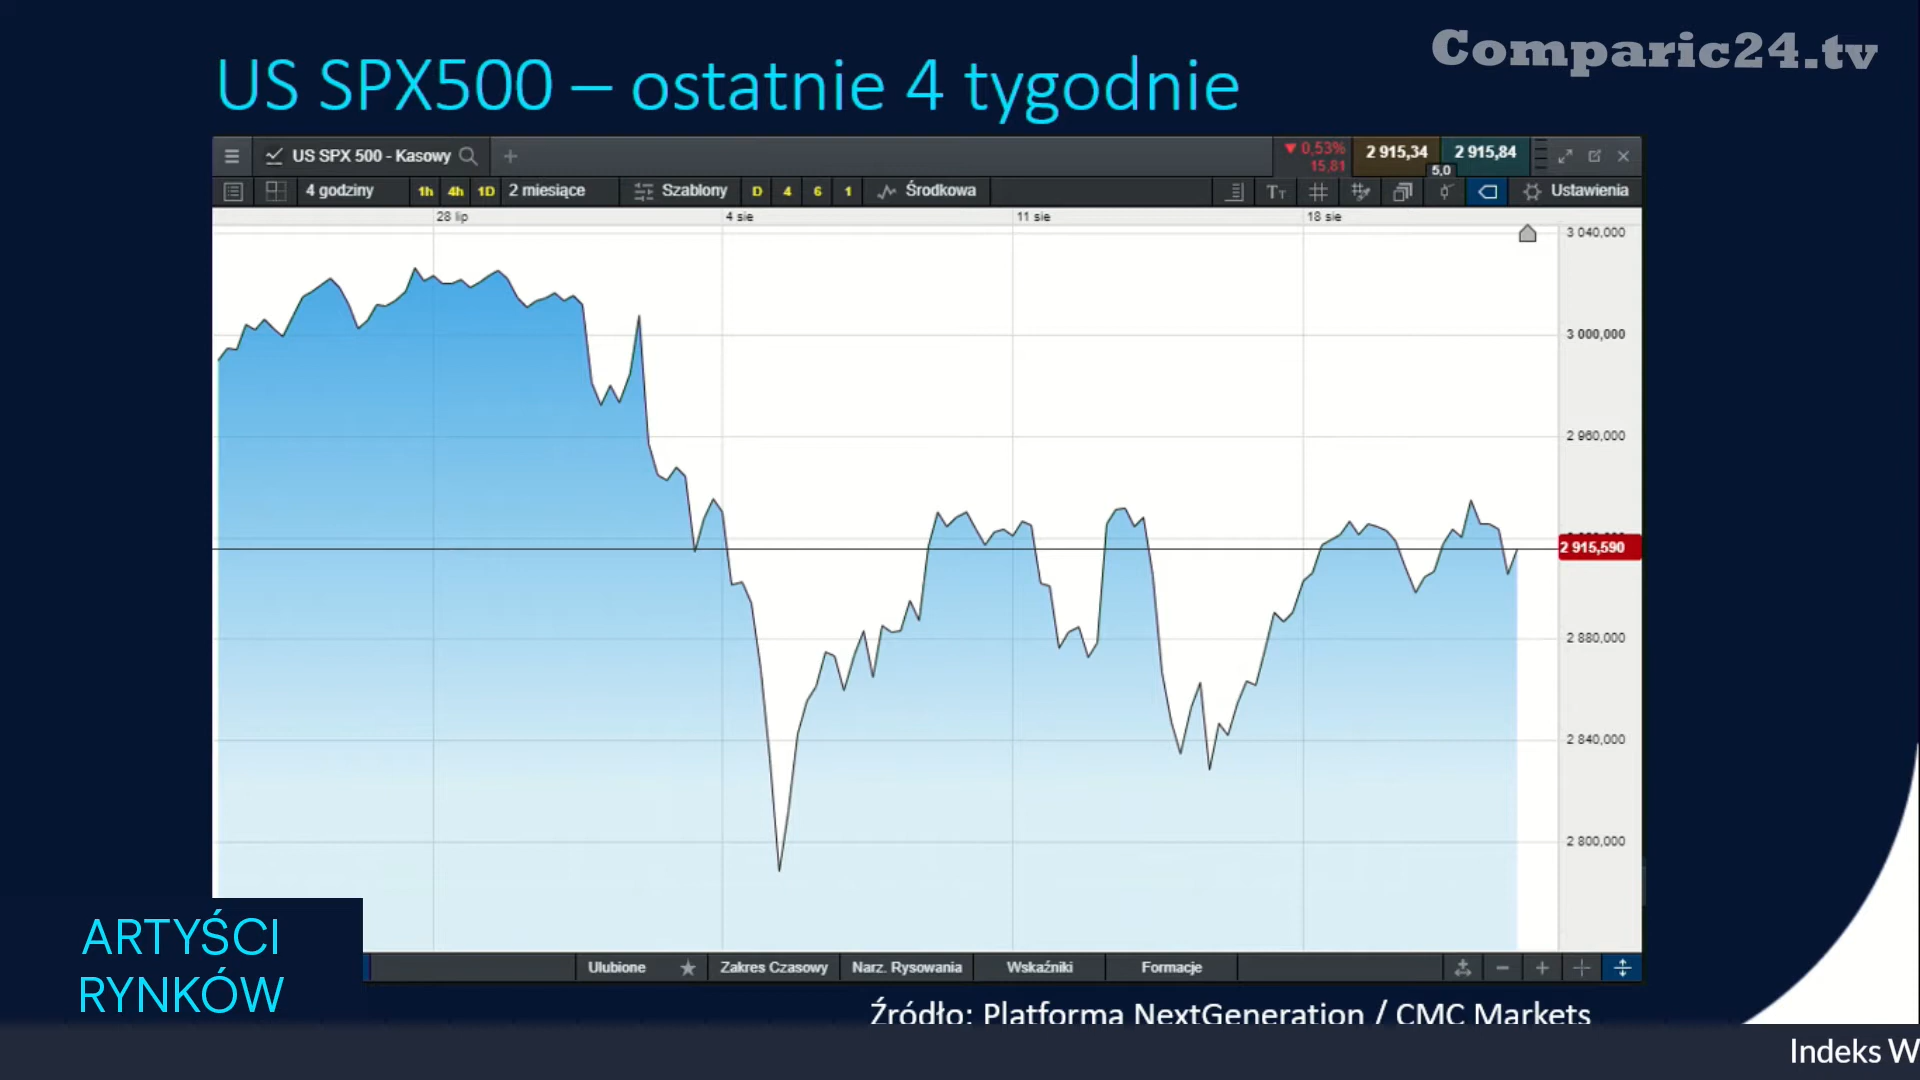 Comparic24.tv
US SPX500 – ostatnie 4 tygodnie
US SPX 500 - Kasowy
0,53%
15,81
2 915,34
2 915,84
5,0
4 godziny 1h 4h 1D 2 miesiące Szablony D 4 6 1 Środkowa Ustawienia
28 lip 4 sie 11 sie 18 sie
3 040,000
3 000,000
2 960,000
2 915,590
2 880,000
2 840,000
2 800,000
Ulubione Zakres Czasowy Narz. Rysowania Wskaźniki Formacje
ARTYŚCI
RYNKÓW
Źródło: Platforma NextGeneration / CMC Markets
Indeks W